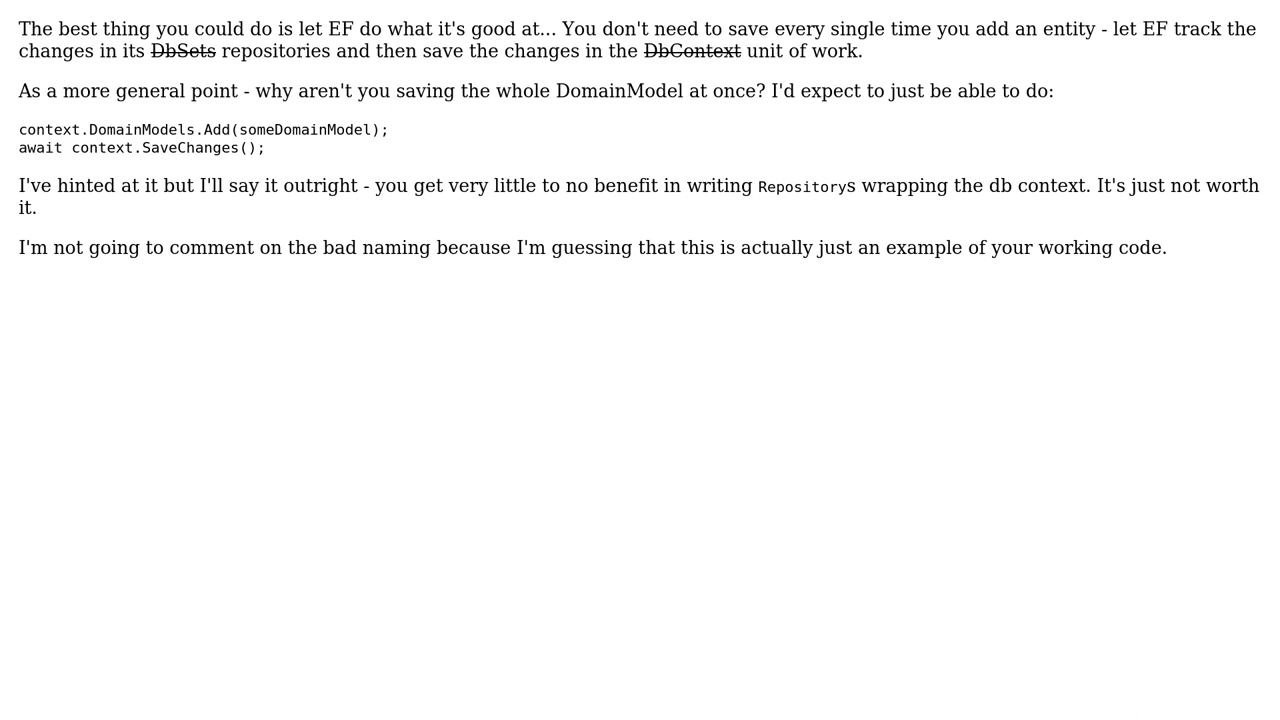 The best thing you could do is let EF do what it's good at... You don't need to save every single time you add an entity - let EF track the
changes in its DbSets repositories and then save the changes in the DbContext unit of work.
As a more general point - why aren't you saving the whole DomainModel at once? I'd expect to just be able to do:
context.DomainModels.Add(someDomainModel);
await context.SaveChanges();
I've hinted at it but I'll say it outright - you get very little to no benefit in writing Repositorys wrapping the db context. It's just not worth
it.
I'm not going to comment on the bad naming because I'm guessing that this is actually just an example of your working code.